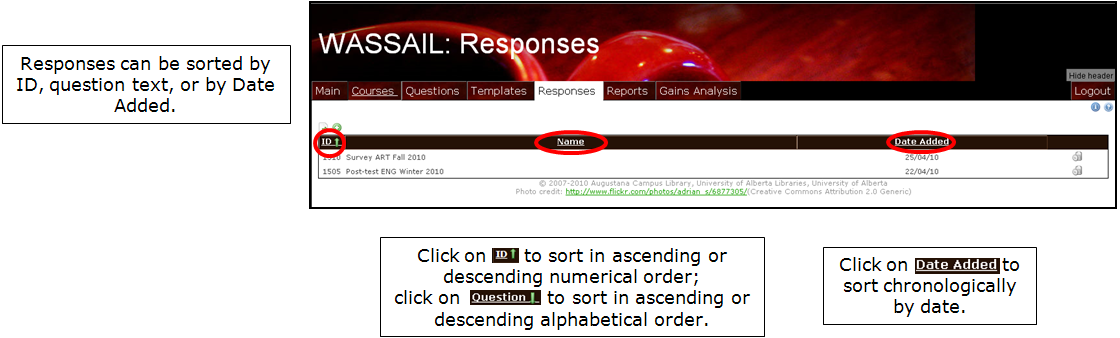 Responses can be sorted by
ID, question text, or by Date
Added.
WASSAIL: Responses
Hide header
Main Courses Questions Templates Responses Reports Gains Analysis Logout
ID Name Date Added
1510 Survey ART Fall 2010 25/04/10
1505 Post-test ENG Winter 2010 22/04/10
© 2007-2010 Augustana Campus Library, University of Alberta Libraries, University of Alberta
Photo credit: http://www.flickr.com/photos/adrian_s/6877305/(Creative Commons Attribution 2.0 Generic)
Click on ID to sort in ascending or
descending numerical order;
click on Question to sort in ascending or
descending alphabetical order.
Click on Date Added to
sort chronologically
by date.